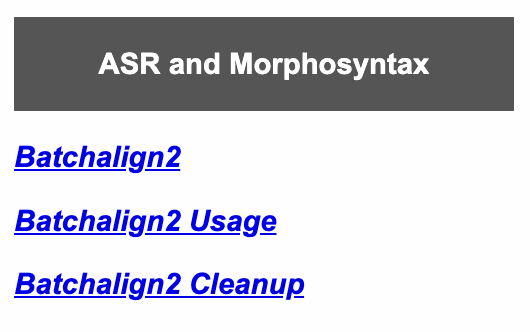 ASR and Morphosyntax
Batchalign2
Batchalign2 Usage
Batchalign2 Cleanup